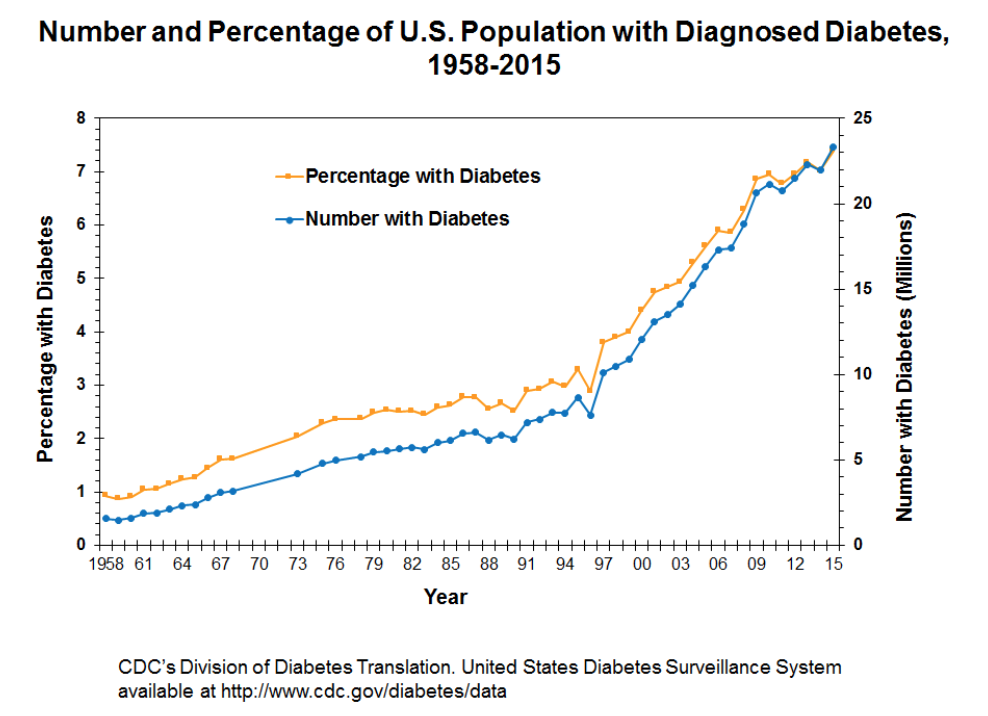 Number and Percentage of U.S. Population with Diagnosed Diabetes,
1958-2015
8
7
6
5
4
3
2
1
0
Percentage with Diabetes
Percentage with Diabetes
Number with Diabetes
25
20
15
10
5
0
Number with Diabetes (Millions)
1958 61 64 67 70 73 76 79 82 85 88 91 94 97 00 03 06 09 12 15
Year
CDC’s Division of Diabetes Translation. United States Diabetes Surveillance System
available at http://www.cdc.gov/diabetes/data